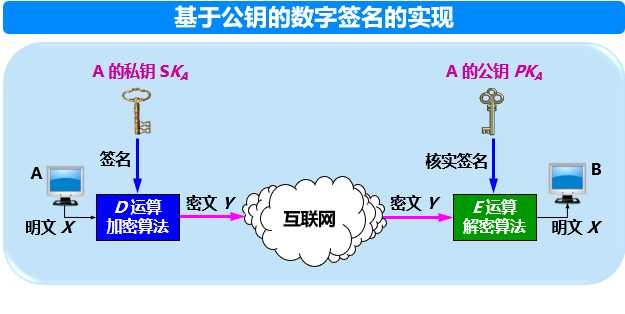 基于公钥的数字签名的实现
A 的私钥 SKA
A 的公钥 PKA
签名
核实签名
A
B
D 运算
加密算法
密文 Y
互联网
密文 Y
E 运算
解密算法
明文 X
明文 X